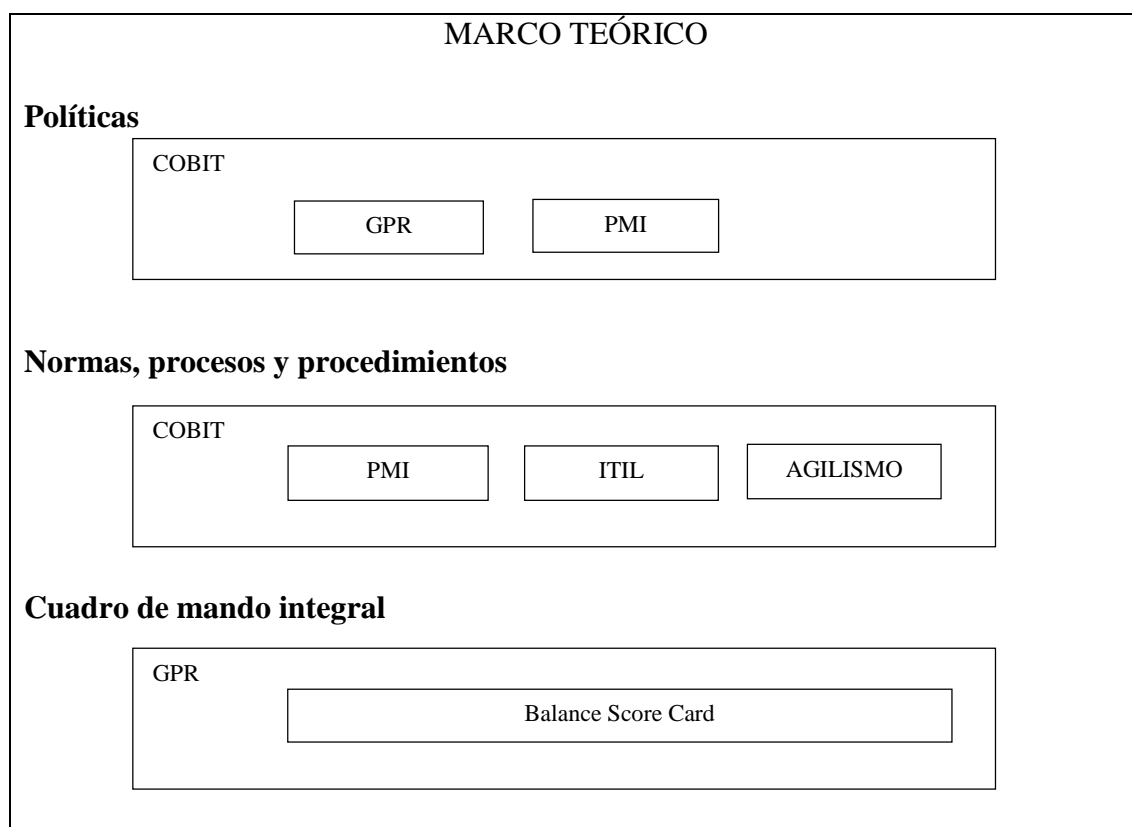 MARCO TEÓRICO
Políticas
COBIT
GPR PMI
Normas, procesos y procedimientos
COBIT
PMI ITIL AGILISMO
Cuadro de mando integral
GPR
Balance Score Card